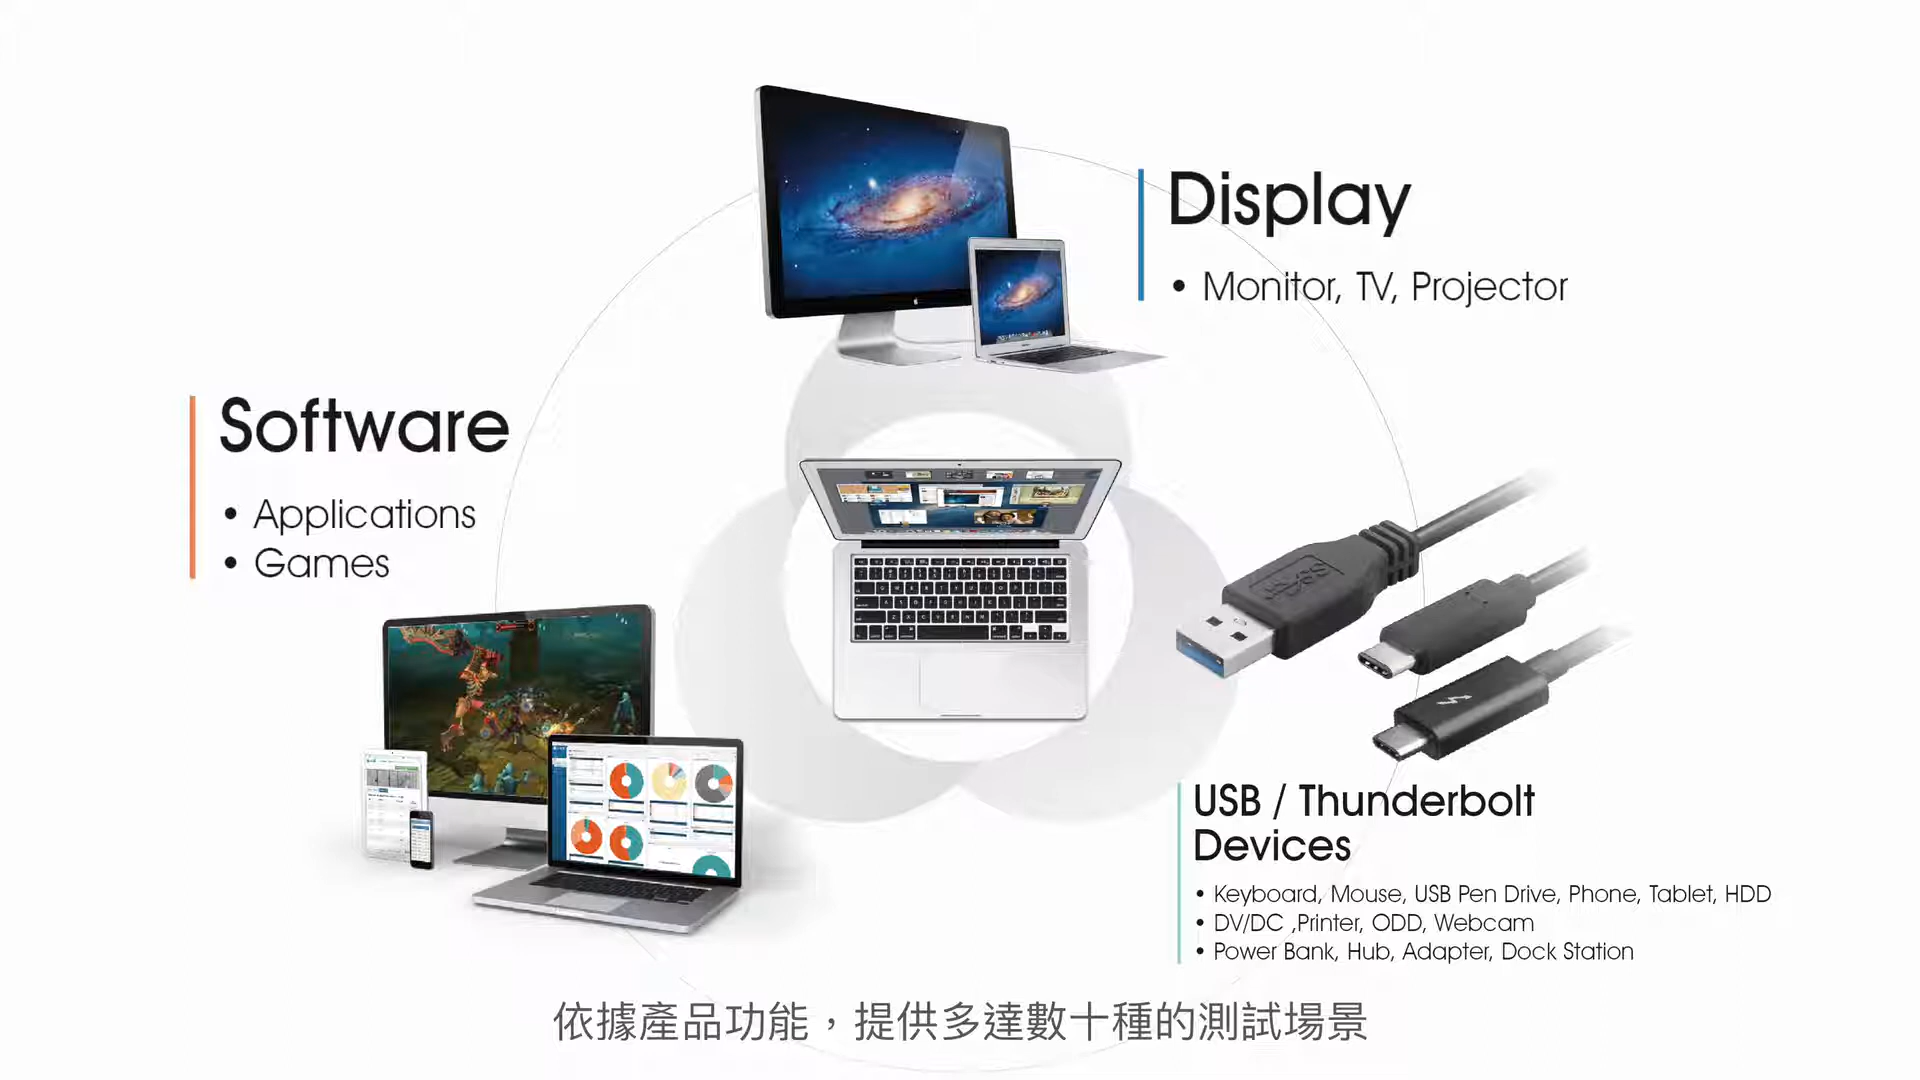 Display
• Monitor, TV, Projector
Software
• Applications
• Games
USB / Thunderbolt
Devices
• Keyboard, Mouse, USB Pen Drive, Phone, Tablet, HDD
• DV/DC ,Printer, ODD, Webcam
• Power Bank, Hub, Adapter, Dock Station
依據產品功能，提供多達數十種的測試場景